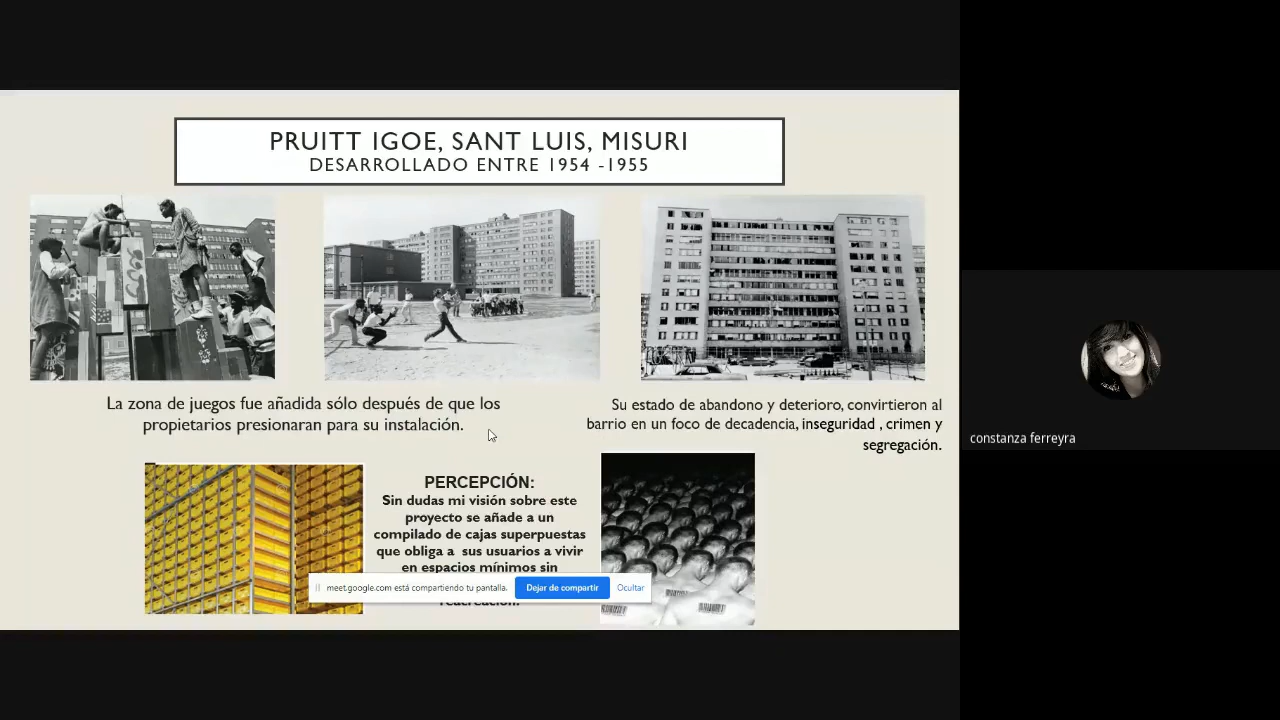 PRUITT IGOE, SANT LUIS, MISURI
DESARROLLADO ENTRE 1954 -1955
La zona de juegos fue añadida sólo después de que los
propietarios presionaran para su instalación.
Su estado de abandono y deterioro, convirtieron al
barrio en un foco de decadencia, inseguridad , crimen y
segregación.
PERCEPCIÓN:
Sin dudas mi visión sobre este
proyecto se añade a un
compilado de cajas superpuestas
que obliga a sus usuarios a vivir
en espacios mínimos sin
meet.google.com está compartiendo tu pantalla.
Dejar de compartir
Ocultar
recreación.
constanza ferreyra